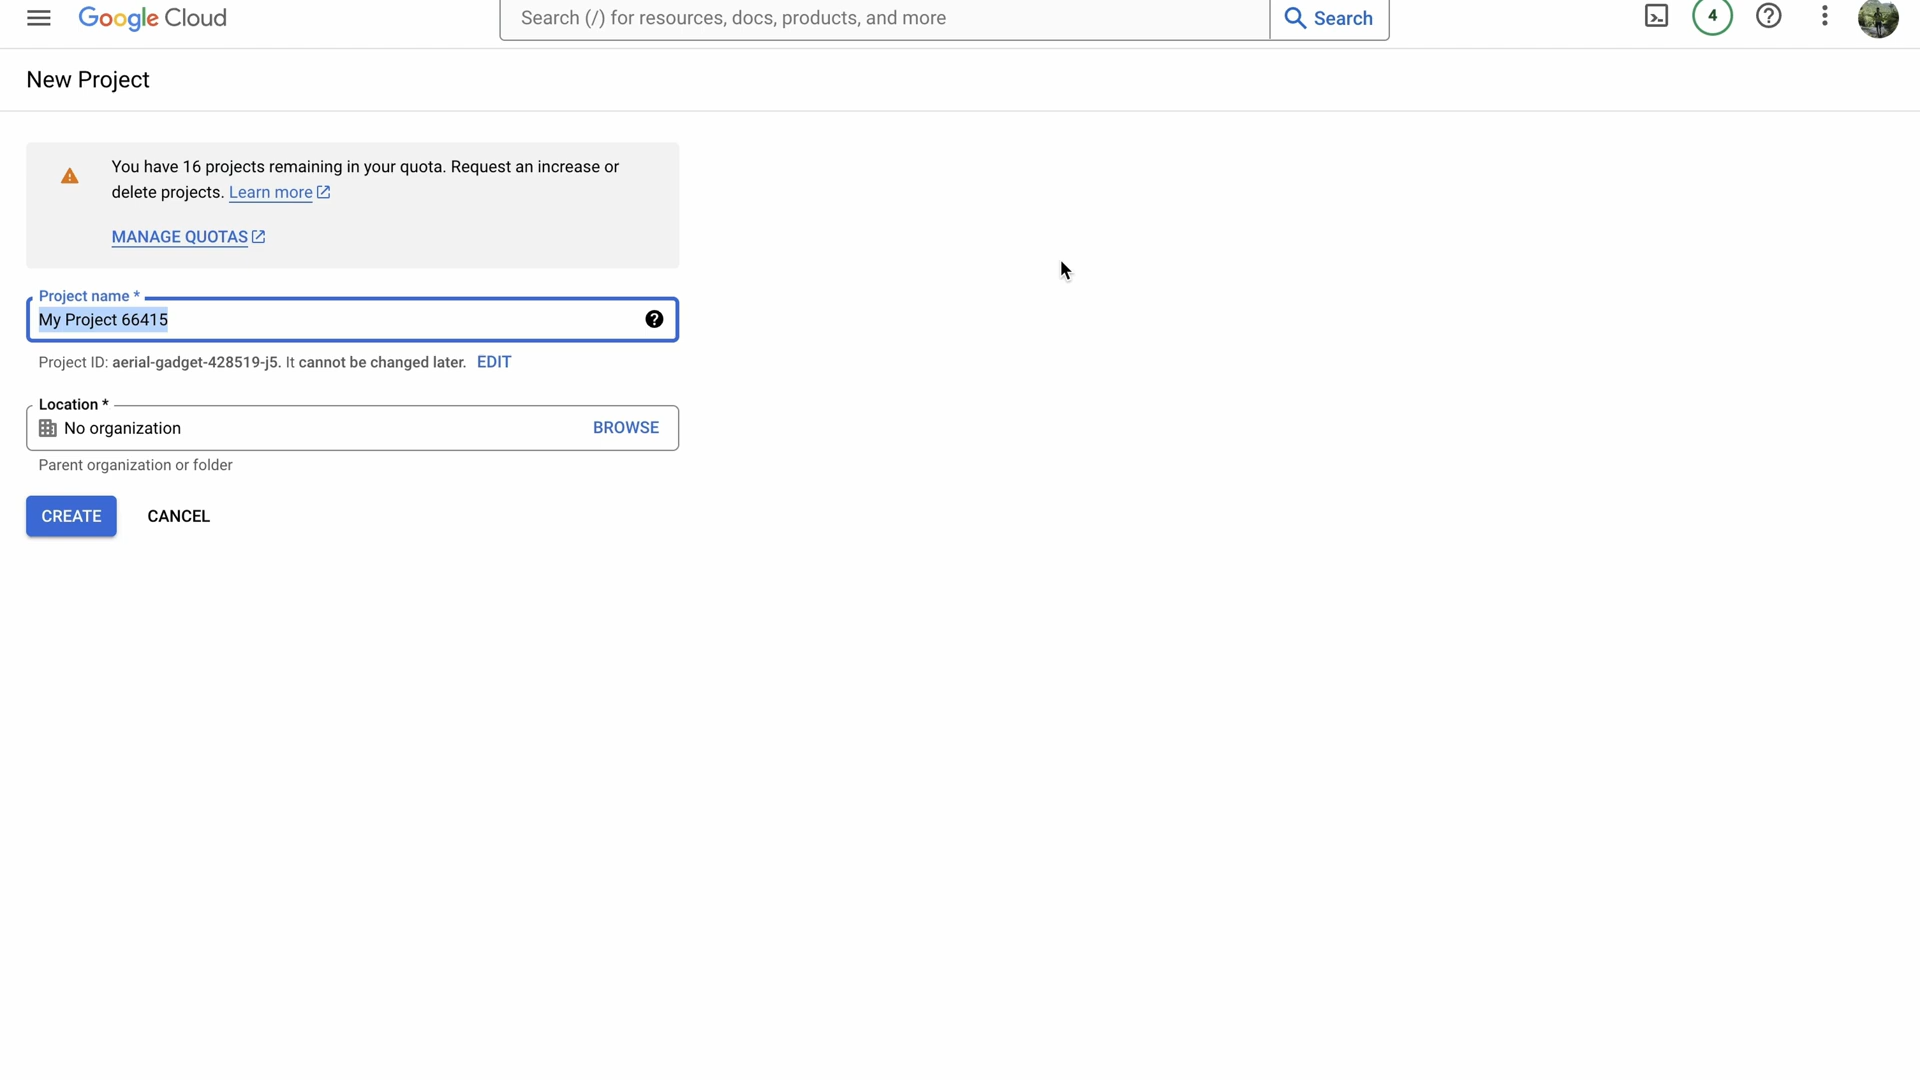 Google Cloud
Search (/) for resources, docs, products, and more
Search
4
New Project
You have 16 projects remaining in your quota. Request an increase or
delete projects. Learn more
MANAGE QUOTAS
Project name *
My Project 66415
Project ID: aerial-gadget-428519-j5. It cannot be changed later. EDIT
Location *
No organization
BROWSE
Parent organization or folder
CREATE
CANCEL